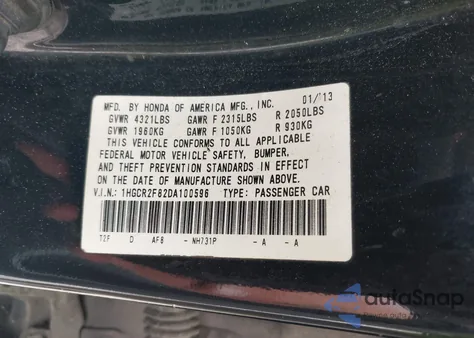 MFD. BY HONDA OF AMERICA MFG., INC. 01/13
GVWR 4321LBS GAWR F 2315LBS R 2050LBS
GVWR 1960KG GAWR F 1050KG R 930KG
THIS VEHICLE CONFORMS TO ALL APPLICABLE
FEDERAL MOTOR VEHICLE SAFETY, BUMPER,
AND THEFT PREVENTION STANDARDS IN EFFECT
ON THE DATE OF MANUFACTURE SHOWN ABOVE.
V.I.N.: 1HGCR2F82DA100596 TYPE: PASSENGER CAR
T2F D AF8 - NH731P - A - A
autoSnap